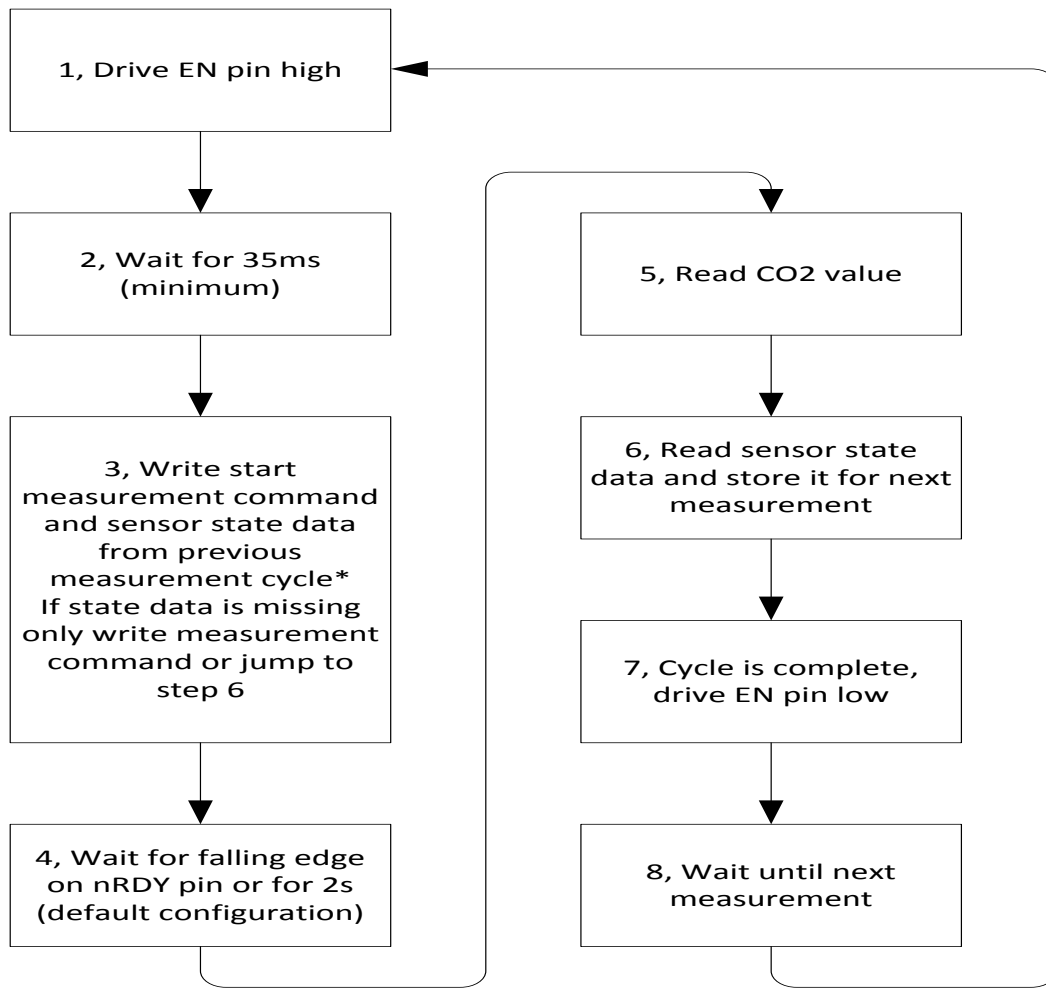 1, Drive EN pin high
2, Wait for 35ms
(minimum)
3, Write start
measurement command
and sensor state data
from previous
measurement cycle*
If state data is missing
only write measurement
command or jump to
step 6
4, Wait for falling edge
on nRDY pin or for 2s
(default configuration)
5, Read CO2 value
6, Read sensor state
data and store it for next
measurement
7, Cycle is complete,
drive EN pin low
8, Wait until next
measurement